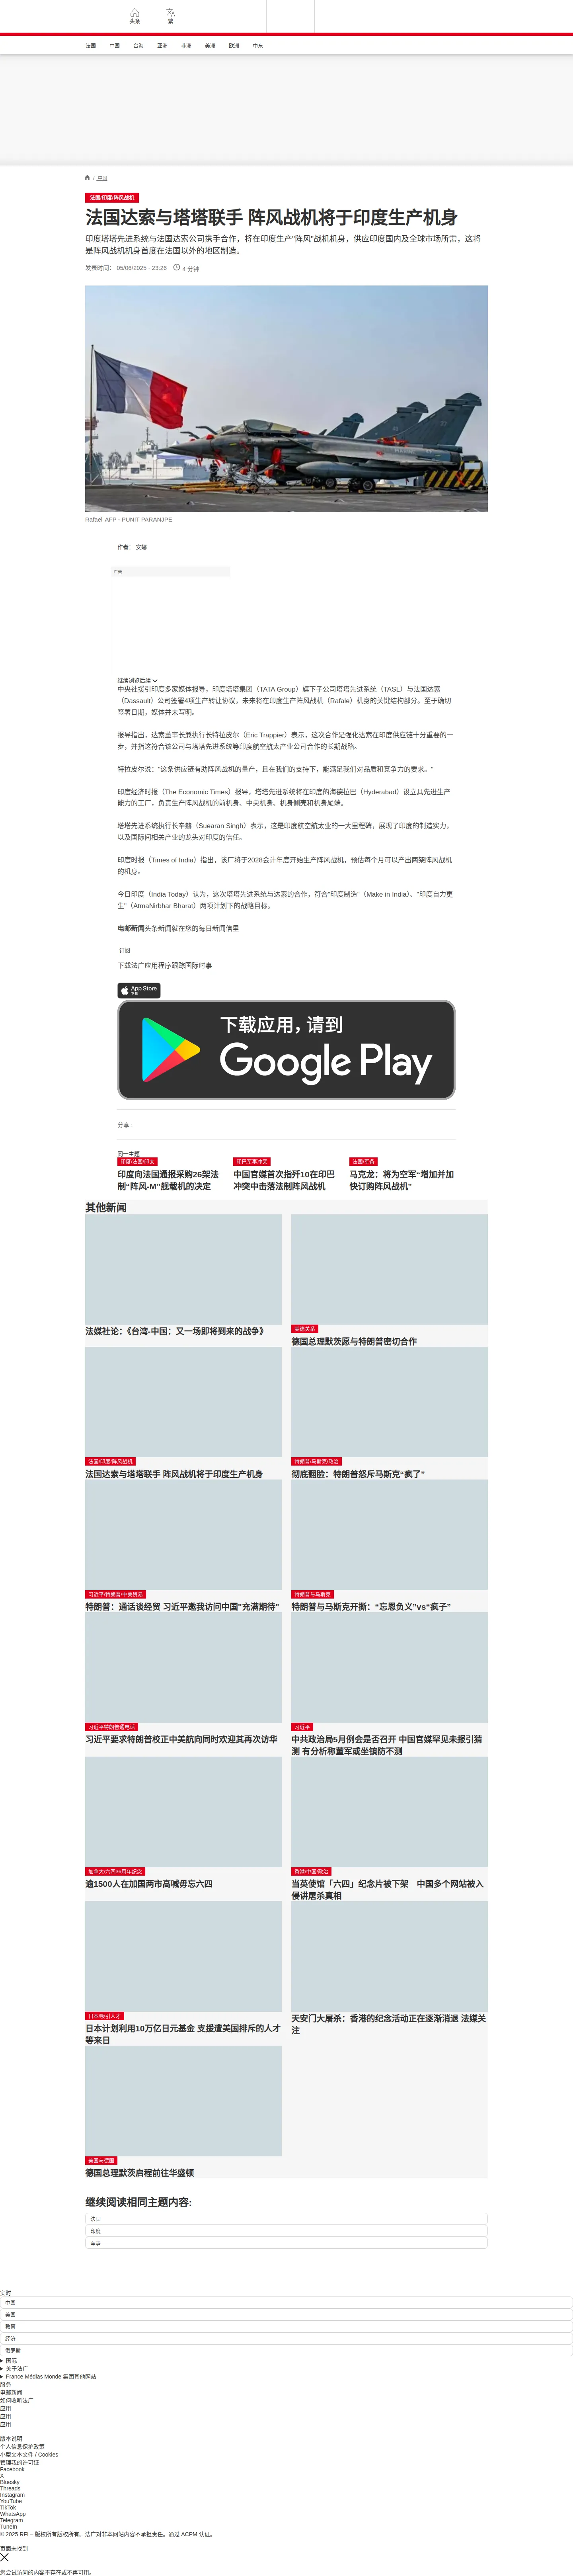 头条
繁
法国
中国
台海
亚洲
非洲
美洲
欧洲
中东
/ 中国
法国/印度/阵风战机
法国达索与塔塔联手 阵风战机将于印度生产机身
印度塔塔先进系统与法国达索公司携手合作，将在印度生产"阵风"战机机身，供应印度国内及全球市场所需，这将
是阵风战机机身首度在法国以外的地区制造。
发表时间： 05/06/2025 - 23:26
4 分钟
Rafael AFP - PUNIT PARANJPE
作者： 安娜
广告
继续浏览后续
中央社援引印度多家媒体报导，印度塔塔集团（TATA Group）旗下子公司塔塔先进系统（TASL）与法国达索
（Dassault）公司签署4项生产转让协议，未来将在印度生产阵风战机（Rafale）机身的关键结构部分。至于确切
签署日期，媒体并未写明。
报导指出，达索董事长兼执行长特拉皮尔（Eric Trappier）表示，这次合作是强化达索在印度供应链十分重要的一
步，并指这符合该公司与塔塔先进系统等印度航空航太产业公司合作的长期战略。
特拉皮尔说："这条供应链有助阵风战机的量产，且在我们的支持下，能满足我们对品质和竞争力的要求。"
印度经济时报（The Economic Times）报导，塔塔先进系统将在印度的海德拉巴（Hyderabad）设立具先进生产
能力的工厂，负责生产阵风战机的前机身、中央机身、机身侧壳和机身尾端。
塔塔先进系统执行长辛赫（Suearan Singh）表示，这是印度航空航太业的一大里程碑，展现了印度的制造实力，
以及国际间相关产业的龙头对印度的信任。
印度时报（Times of India）指出，该厂将于2028会计年度开始生产阵风战机，预估每个月可以产出两架阵风战机
的机身。
今日印度（India Today）认为，这次塔塔先进系统与达索的合作，符合"印度制造"（Make in India）、"印度自力更
生"（AtmaNirbhar Bharat）两项计划下的战略目标。
电邮新闻头条新闻就在您的每日新闻信里
订阅
下载法广应用程序跟踪国际时事
App Store
下载应用，请到
Google Play
分享 :
同一主题
印度/法国/印太
印度向法国通报采购26架法
制"阵风-M"舰载机的决定
印巴军事冲突
中国官媒首次指歼10在印巴
冲突中击落法制阵风战机
法国/军备
马克龙：将为空军"增加并加
快订购阵风战机"
其他新闻
法媒社论:《台湾-中国：又一场即将到来的战争》
美德关系
德国总理默茨愿与特朗普密切合作
法国/印度/阵风战机
法国达索与塔塔联手 阵风战机将于印度生产机身
特朗普/马斯克/政治
彻底翻脸：特朗普怒斥马斯克"疯了"
习近平/特朗普/中美贸易
特朗普：通话谈经贸 习近平邀我访问中国"充满期待"
特朗普与马斯克
特朗普与马斯克开撕："忘恩负义"vs"疯子"
习近平特朗普通电话
习近平要求特朗普校正中美航向同时欢迎其再次访华
习近平
中共政治局5月例会是否召开 中国官媒罕见未报引猜
测 有分析称董军或坐镇防不测
加拿大/六四36周年纪念
逾1500人在加国两市高喊毋忘六四
香港/中国/政治
当英使馆「六四」纪念片被下架　中国多个网站被入
侵讲屠杀真相
日本/吸引人才
日本计划利用10万亿日元基金 支援遭美国排斥的人才
等来日
天安门大屠杀：香港的纪念活动正在逐渐消退 法媒关
注
美国与德国
德国总理默茨启程前往华盛顿
继续阅读相同主题内容:
法国
印度
军事
实时
中国
美国
教育
经济
俄罗斯
国际
关于法广
France Médias Monde 集团其他网站
服务
电邮新闻
如何收听法广
应用
应用
应用
版本说明
个人信息保护政策
小型文本文件 / Cookies
管理我的许可证
Facebook
X
Bluesky
Threads
Instagram
YouTube
TikTok
WhatsApp
Telegram
TuneIn
© 2025 RFI – 版权所有版权所有。法广对非本网站内容不承担责任。通过 ACPM 认证。
页面未找到
您尝试访问的内容不存在或不再可用。